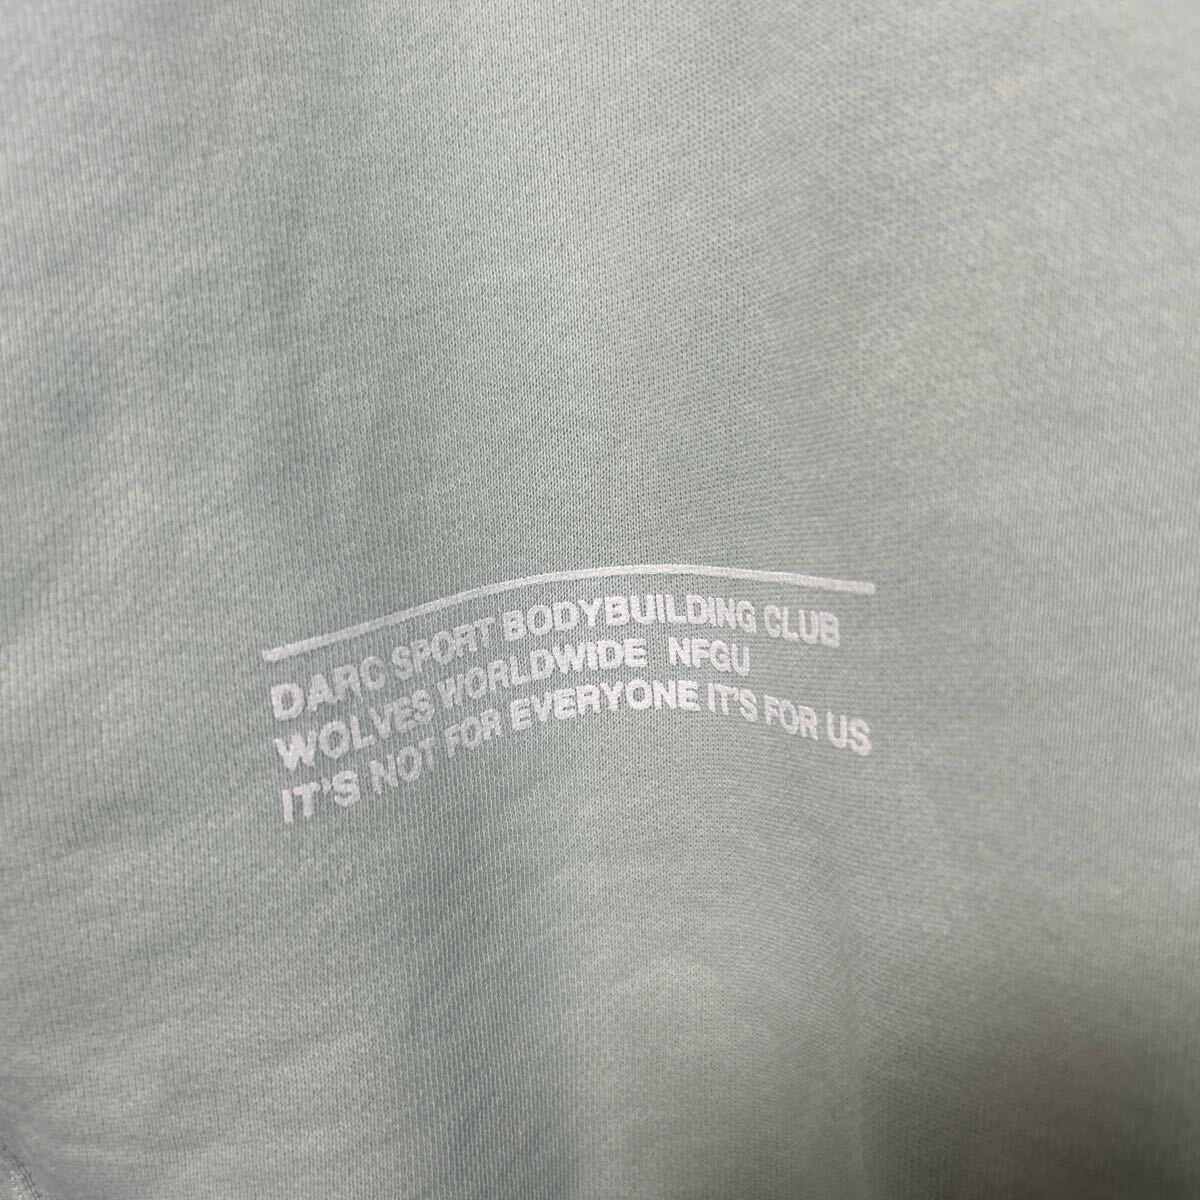 DARC SPORT BODYBUILDING CLUB
WOLVES WORLDWIDE NFGU
IT'S NOT FOR EVERYONE IT'S FOR US